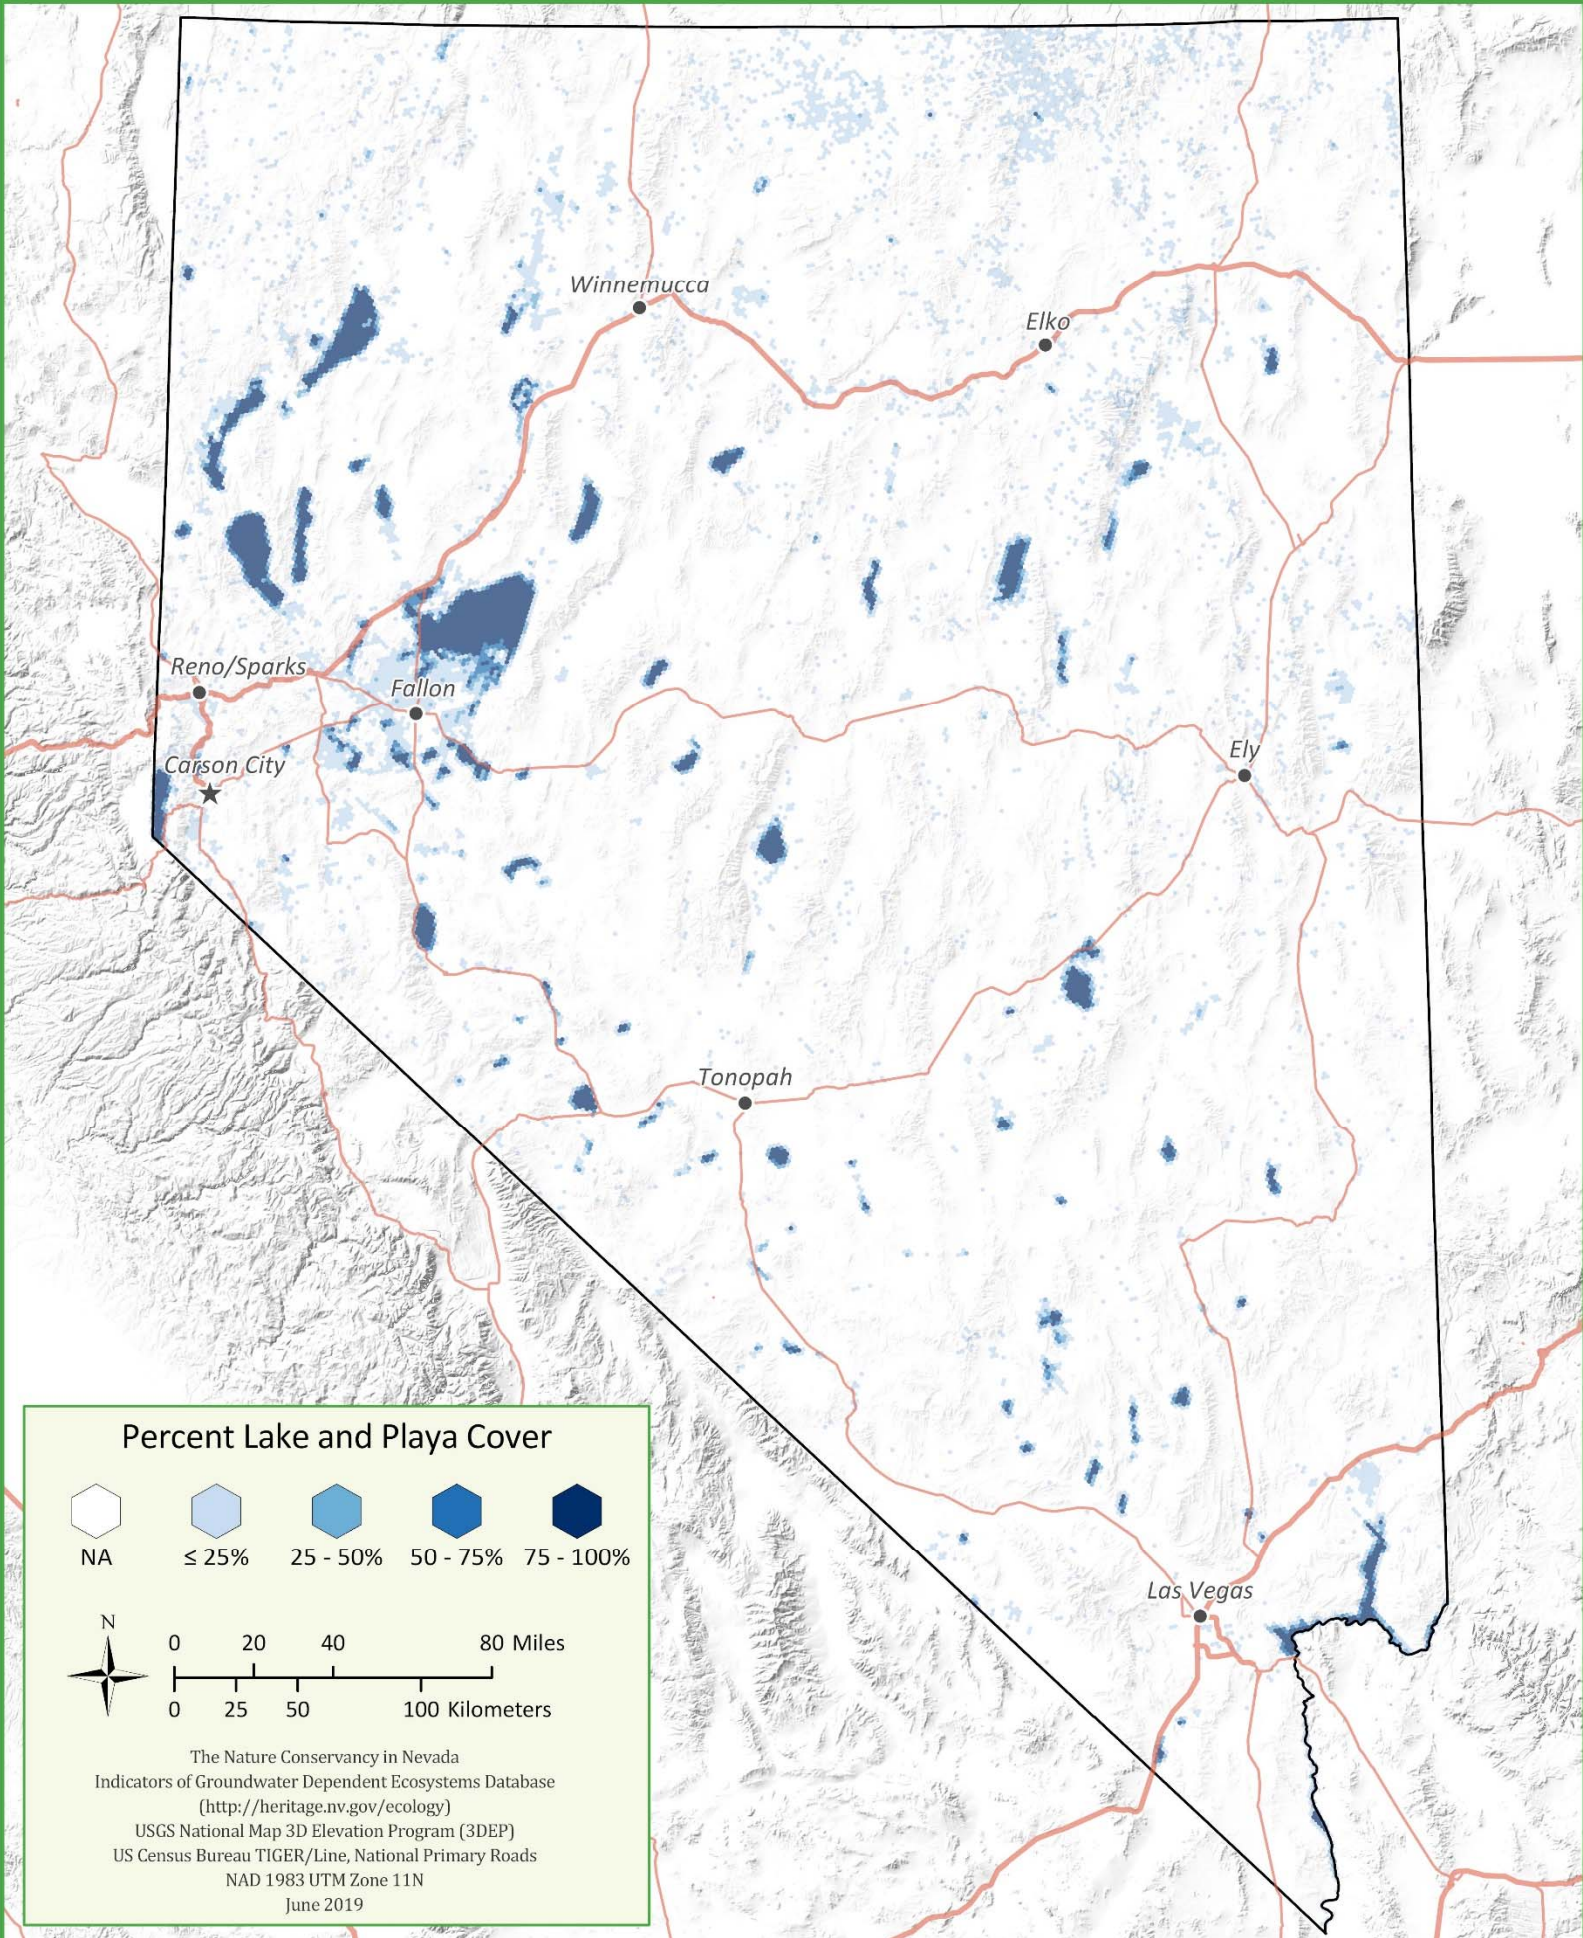 Winnemucca
Elko
Reno/Sparks
Fallon
Ely
Carson City
Tonopah
Las Vegas
Percent Lake and Playa Cover
NA
≤ 25%
25 - 50%
50 - 75%
75 - 100%
N
0 20 40 80 Miles
0 25 50 100 Kilometers
The Nature Conservancy in Nevada
Indicators of Groundwater Dependent Ecosystems Database
(http://heritage.nv.gov/ecology)
USGS National Map 3D Elevation Program (3DEP)
US Census Bureau TIGER/Line, National Primary Roads
NAD 1983 UTM Zone 11N
June 2019